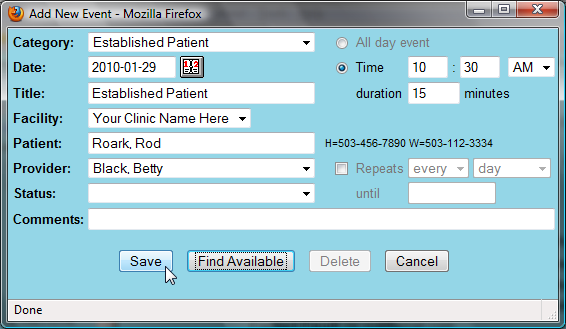 Add New Event - Mozilla Firefox
Category: Established Patient All day event
Date: 2010-01-29 Time 10 : 30 AM
Title: Established Patient duration 15 minutes
Facility: Your Clinic Name Here
Patient: Roark, Rod H=503-456-7890 W=503-112-3334
Provider: Black, Betty Repeats every day
Status: until
Comments:
Save Find Available Delete Cancel
Done